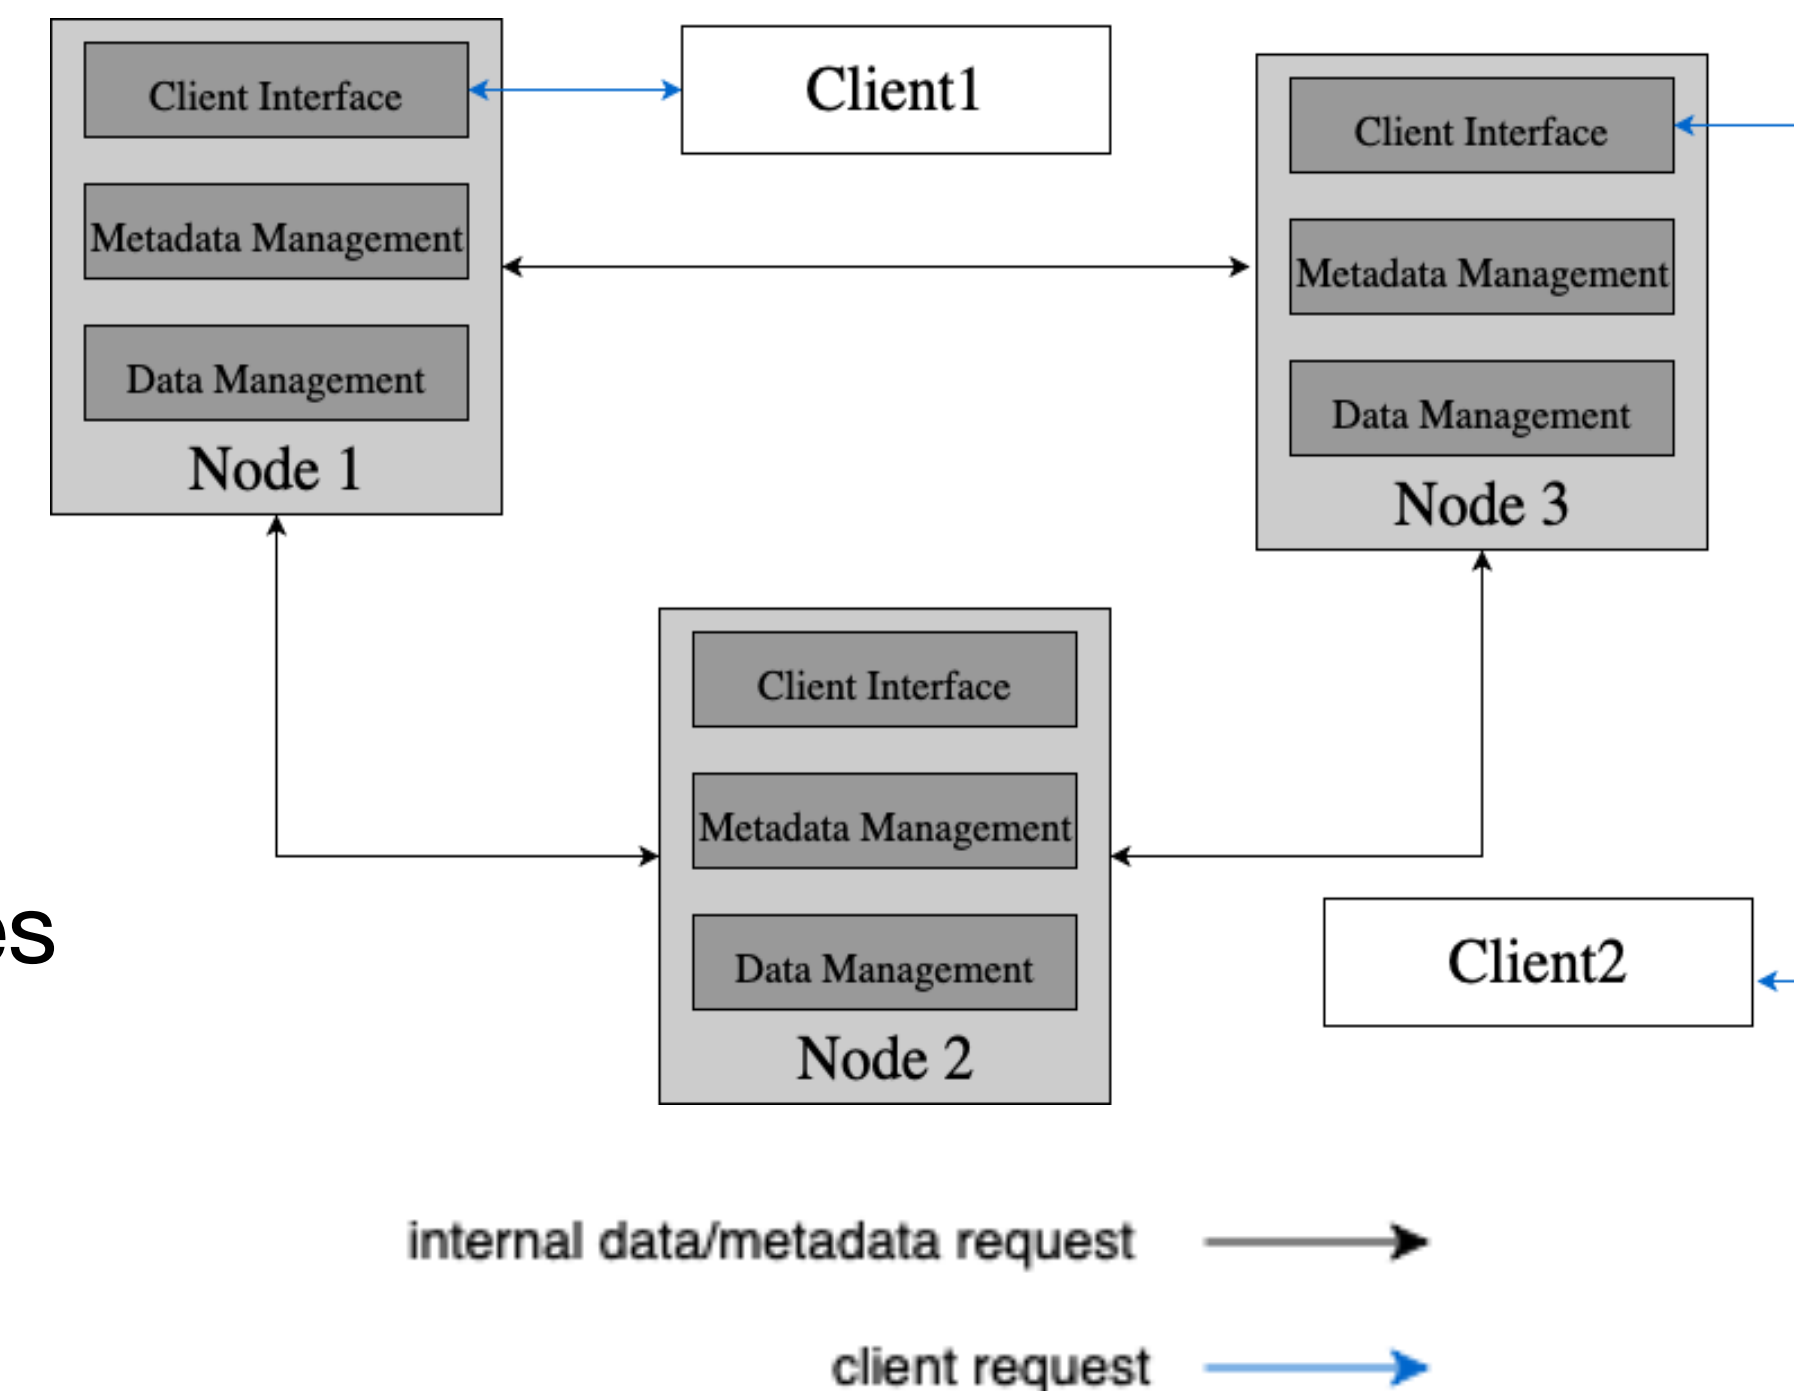 Client Interface
Metadata Management
Data Management
Node 1
Client1
Client Interface
Metadata Management
Data Management
Node 3
Client Interface
Metadata Management
Data Management
Node 2
Client2
es
internal data/metadata request
client request